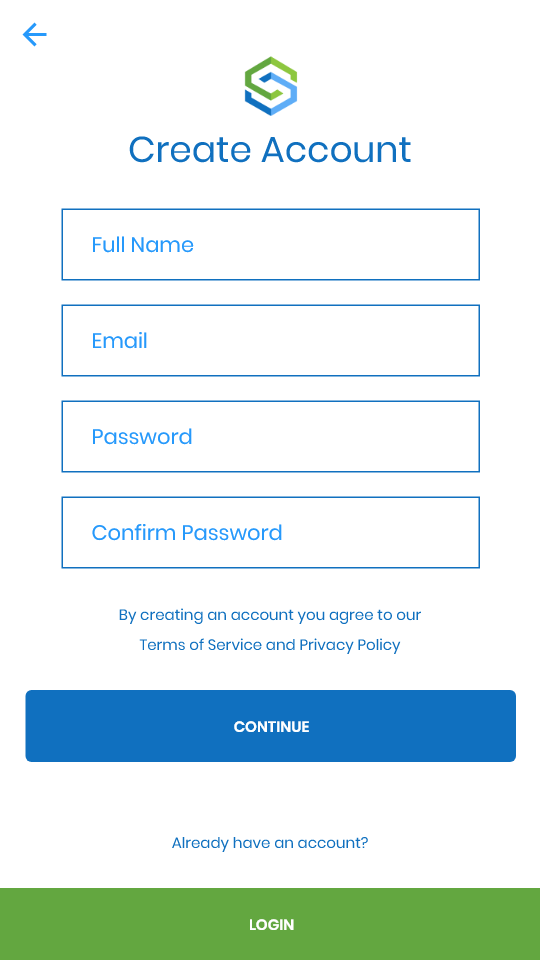 Create Account
Full Name
Email
Password
Confirm Password
By creating an account you agree to our
Terms of Service and Privacy Policy
CONTINUE
Already have an account?
LOGIN